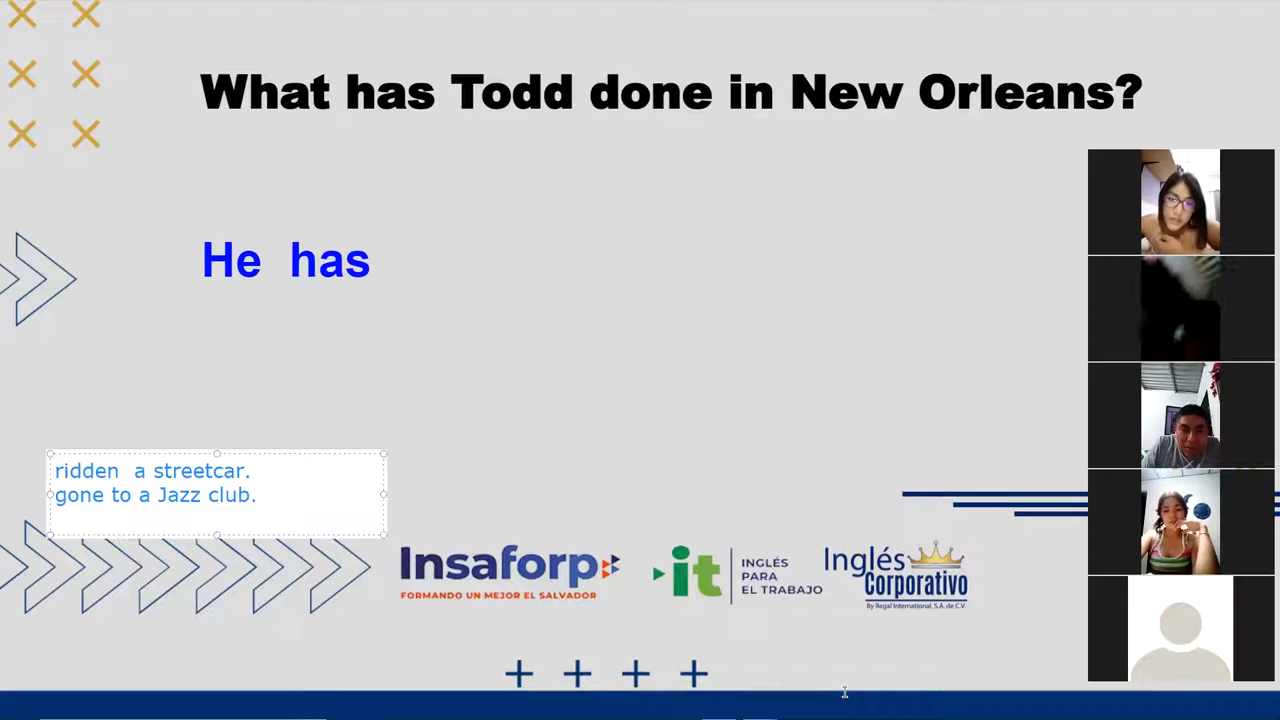 What has Todd done in New Orleans?
He has
ridden a streetcar.
gone to a Jazz club.
Insaforp
FORMANDO UN MEJOR EL SALVADOR
it
INGLÉS
PARA
EL TRABAJO
Inglés
Corporativo
By Regal International, S.A. de C.V.